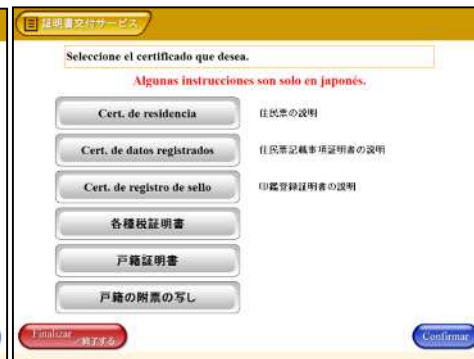 証明書交付サービス
Seleccione el certificado que desea.
Algunas instrucciones son solo en japonés.
Cert. de residencia
住民票の説明
Cert. de datos registrados
住民票記載事項証明書の説明
Cert. de registro de sello
印鑑登録証明書の説明
各種税証明書
戸籍証明書
戸籍の附票の写し
Finalizar
/終了する
Confirmar